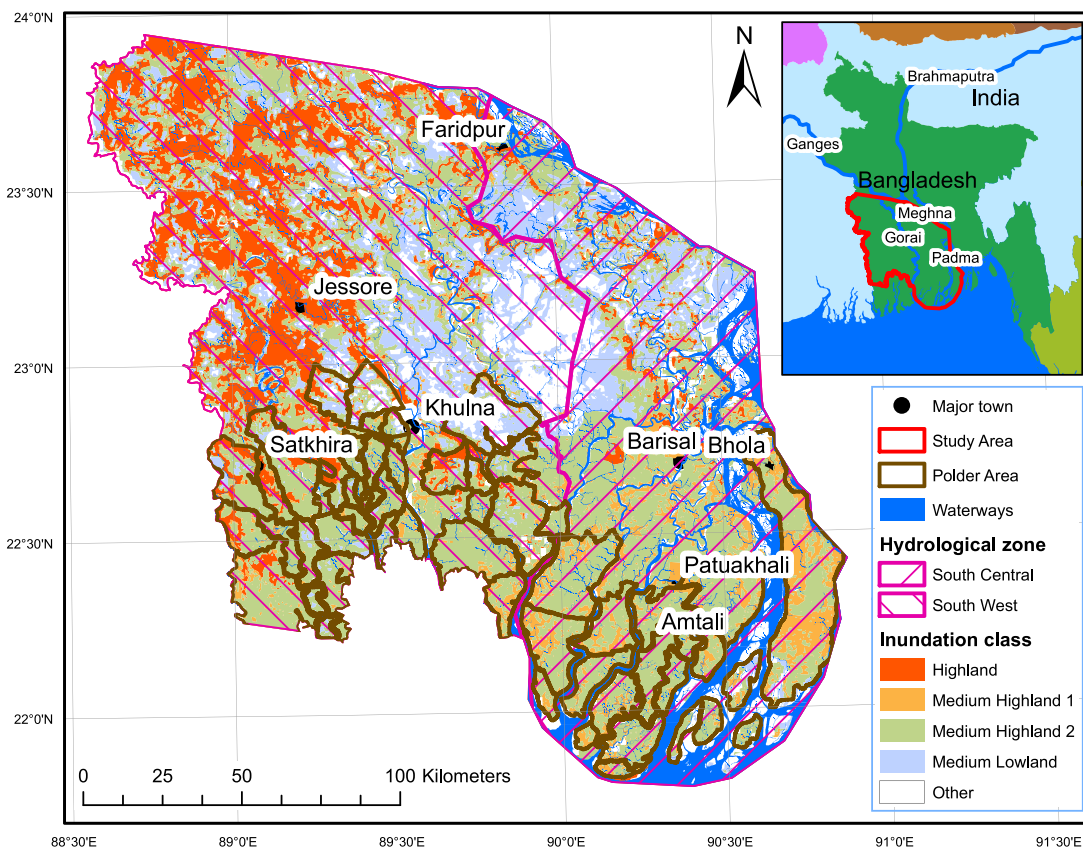 24°0'N
23°30'N
23°0'N
22°30'N
22°0'N
88°30'E
89°0'E
89°30'E
90°0'E
90°30'E
91°0'E
91°30'E
N
Faridpur
Jessore
Khulna
Satkhira
Barisal
Bhola
Patuakhali
Amtali
0
25
50
100 Kilometers
Brahmaputra
India
Ganges
Bangladesh
Meghna
Gorai
Padma
Major town
Study Area
Polder Area
Waterways
Hydrological zone
South Central
South West
Inundation class
Highland
Medium Highland 1
Medium Highland 2
Medium Lowland
Other